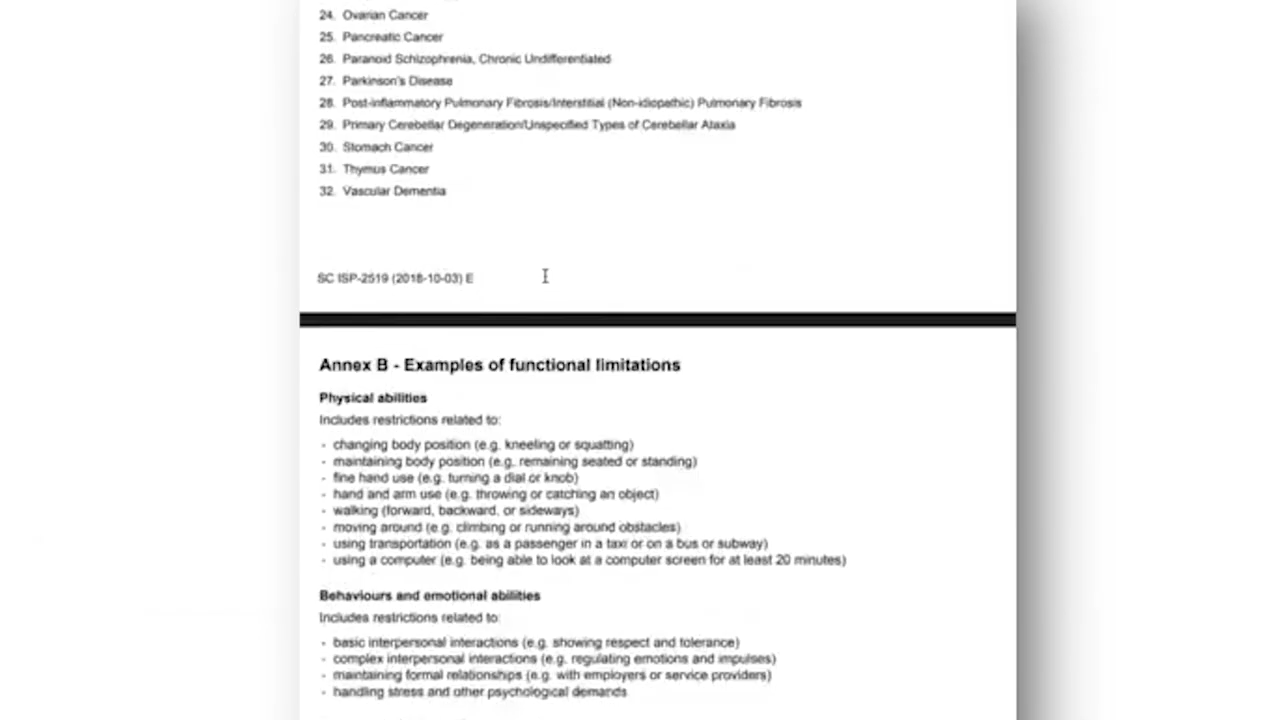 24. Ovarian Cancer
25. Pancreatic Cancer
26. Paranoid Schizophrenia, Chronic Undifferentiated
27. Parkinson's Disease
28. Post-inflammatory Pulmonary Fibrosis/Interstitial (Non-idiopathic) Pulmonary Fibrosis
29. Primary Cerebellar Degeneration/Unspecified Types of Cerebellar Ataxia
30. Stomach Cancer
31. Thymus Cancer
32. Vascular Dementia
SC ISP-2519 (2018-10-03) E
Annex B - Examples of functional limitations
Physical abilities
Includes restrictions related to:
- changing body position (e.g. kneeling or squatting)
- maintaining body position (e.g. remaining seated or standing)
- fine hand use (e.g. turning a dial or knob)
- hand and arm use (e.g. throwing or catching an object)
- walking (forward, backward, or sideways)
- moving around (e.g. climbing or running around obstacles)
- using transportation (e.g. as a passenger in a taxi or on a bus or subway)
- using a computer (e.g. being able to look at a computer screen for at least 20 minutes)
Behaviours and emotional abilities
Includes restrictions related to:
- basic interpersonal interactions (e.g. showing respect and tolerance)
- complex interpersonal interactions (e.g. regulating emotions and impulses)
- maintaining formal relationships (e.g. with employers or service providers)
- handling stress and other psychological demands